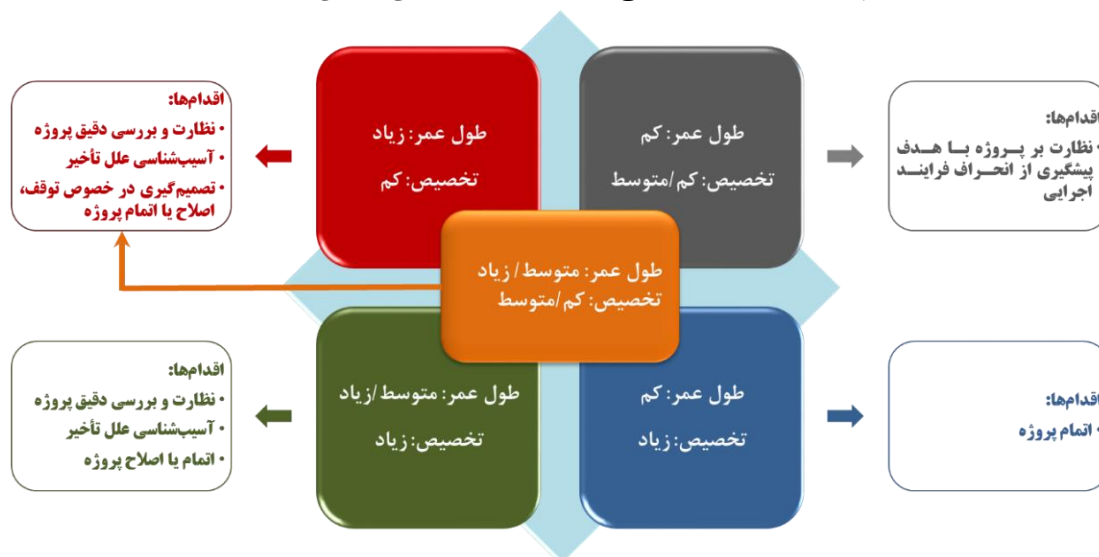 طول عمر: کم
تخصیص: کم/متوسط
اقدام‌ها:
• نظارت بر پروژه با هدف
پیشگیری از انحراف فرایند
اجرایی
طول عمر: زیاد
تخصیص: کم
اقدام‌ها:
• نظارت و بررسی دقیق پروژه
• آسیب‌شناسی علل تأخیر
• تصمیم‌گیری در خصوص توقف،
اصلاح یا اتمام پروژه
طول عمر: متوسط/ زیاد
تخصیص: کم/متوسط
طول عمر: کم
تخصیص: زیاد
اقدام‌ها:
• اتمام پروژه
طول عمر: متوسط/زیاد
تخصیص: زیاد
اقدام‌ها:
• نظارت و بررسی دقیق پروژه
• آسیب‌شناسی علل تأخیر
• اتمام یا اصلاح پروژه